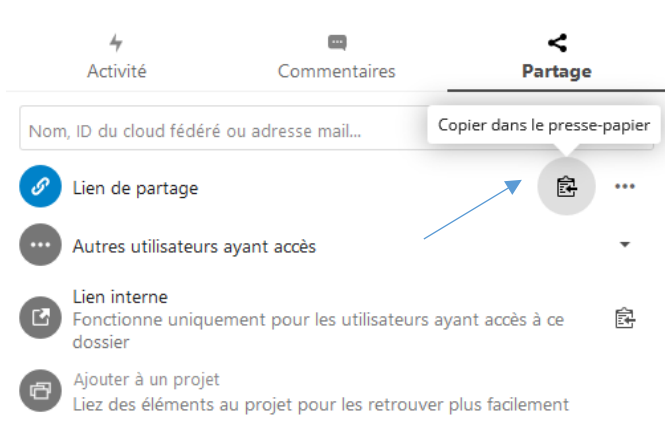 Activité
Commentaires
Partage
Nom, ID du cloud fédéré ou adresse mail...
Copier dans le presse-papier
Lien de partage
Autres utilisateurs ayant accès
Lien interne
Fonctionne uniquement pour les utilisateurs ayant accès à ce
dossier
Ajouter à un projet
Liez des éléments au projet pour les retrouver plus facilement